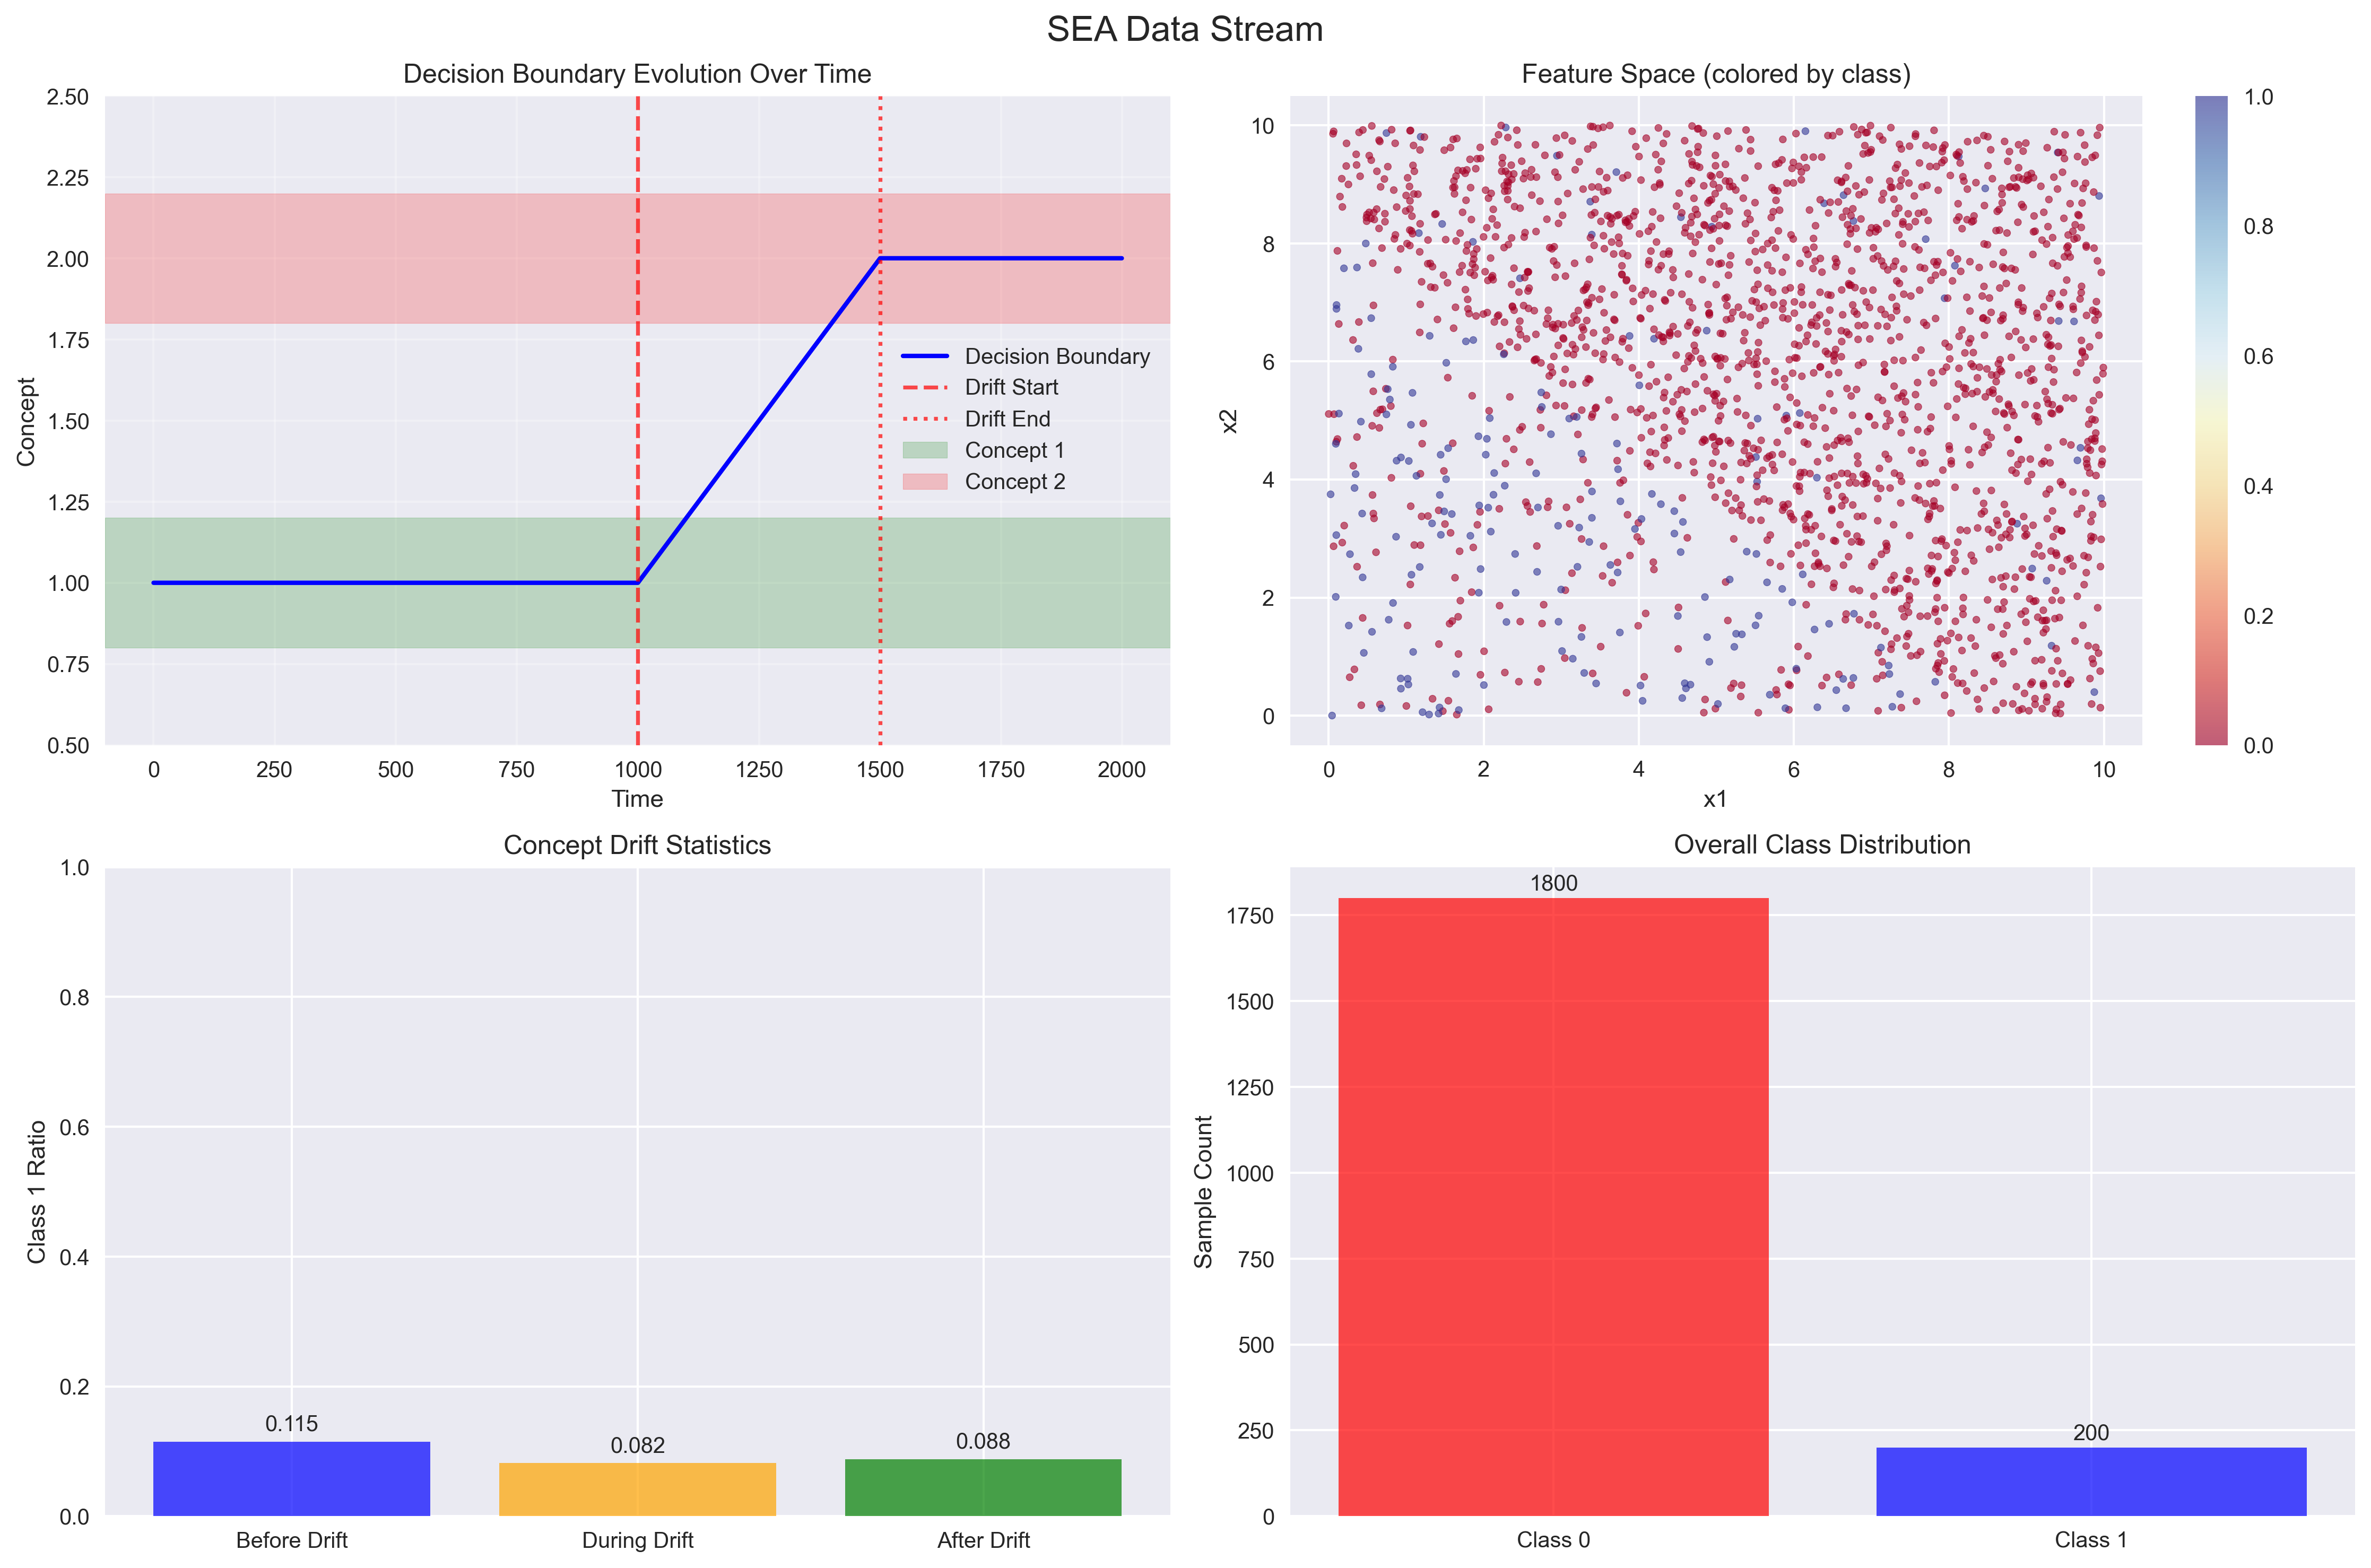 SEA Data Stream
Decision Boundary Evolution Over Time
2.50
2.25
2.00
1.75
1.50
1.25
1.00
0.75
0.50
Concept
0 250 500 750 1000 1250 1500 1750 2000
Time
Decision Boundary
Drift Start
Drift End
Concept 1
Concept 2
Feature Space (colored by class)
10
8
6
4
2
0
x2
0 2 4 6 8 10
x1
1.0
0.8
0.6
0.4
0.2
0.0
Concept Drift Statistics
1.0
0.8
0.6
0.4
0.2
0.0
Class 1 Ratio
0.115
0.082
0.088
Before Drift During Drift After Drift
Overall Class Distribution
1750
1500
1250
1000
750
500
250
0
Sample Count
1800
200
Class 0 Class 1